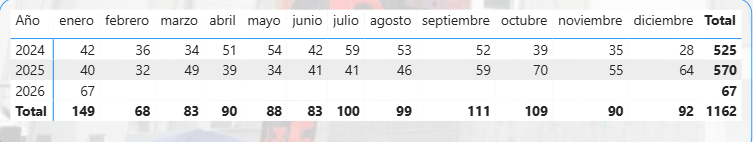 Año enero febrero marzo abril mayo junio julio agosto septiembre octubre noviembre diciembre Total
2024 42 36 34 51 54 42 59 53 52 39 35 28 525
2025 40 32 49 39 34 41 41 46 59 70 55 64 570
2026 67 67
Total 149 68 83 90 88 83 100 99 111 109 90 92 1162